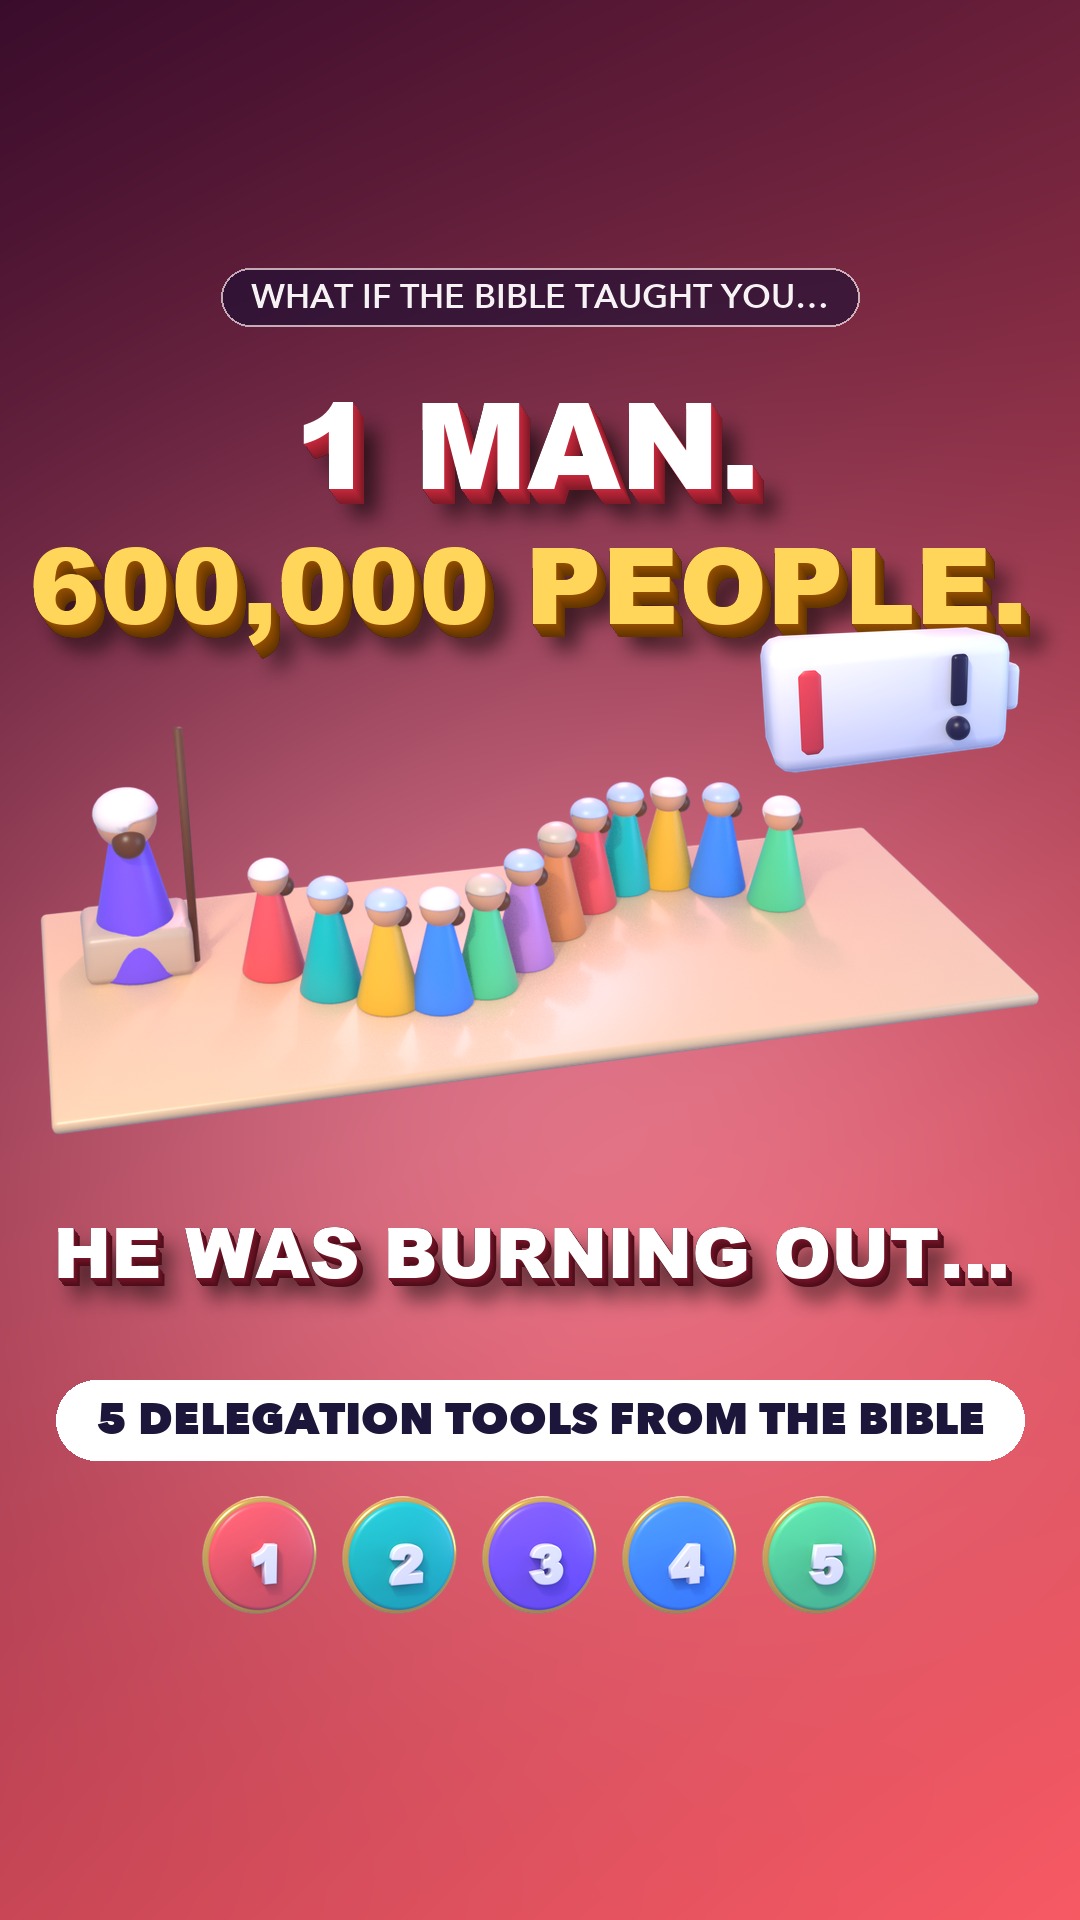 WHAT IF THE BIBLE TAUGHT YOU...
1 MAN.
600,000 PEOPLE.
!
HE WAS BURNING OUT...
5 DELEGATION TOOLS FROM THE BIBLE
1 2 3 4 5